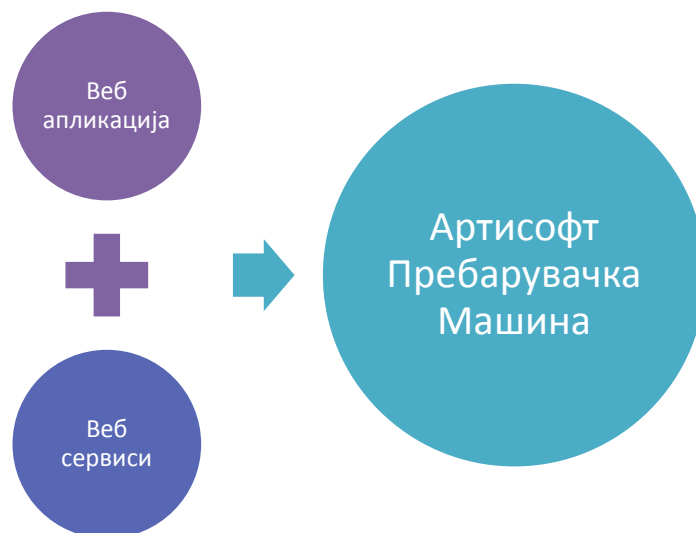 Веб
апликација
Веб
сервиси
Артисофт
Пребарувачка
Машина